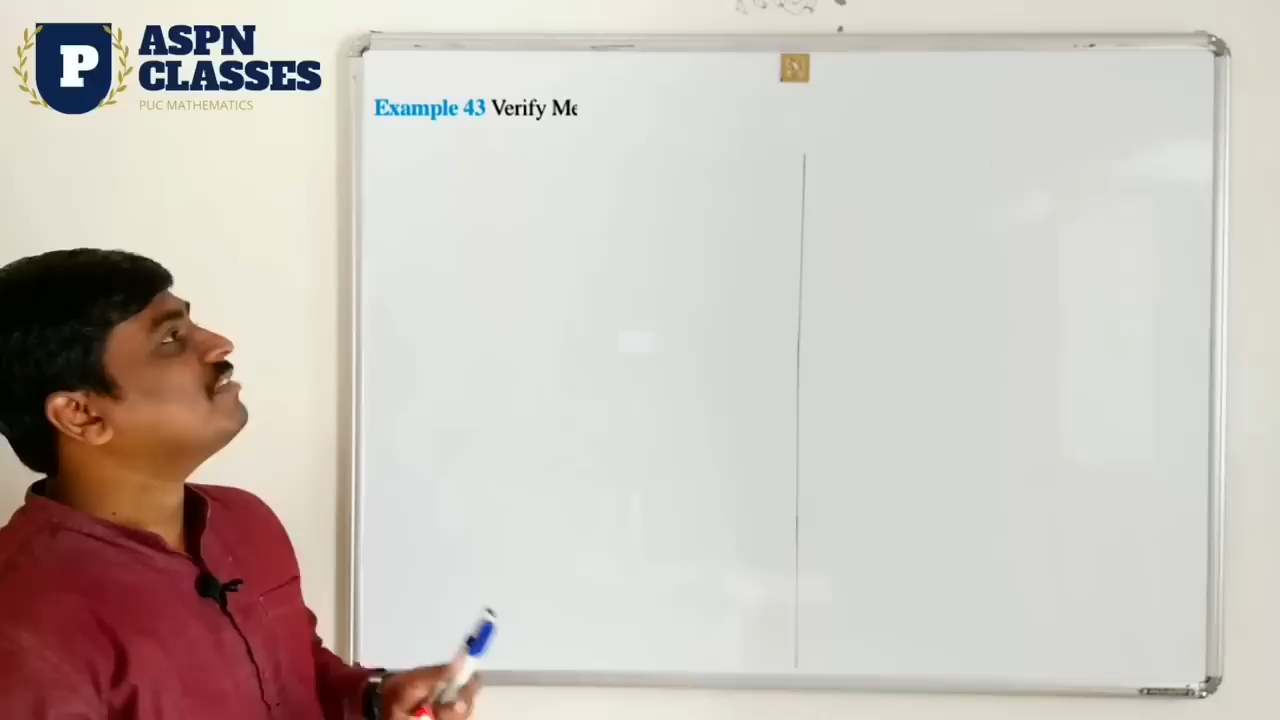 P
ASPN
CLASSES
PUC MATHEMATICS
Example 43 Verify Me